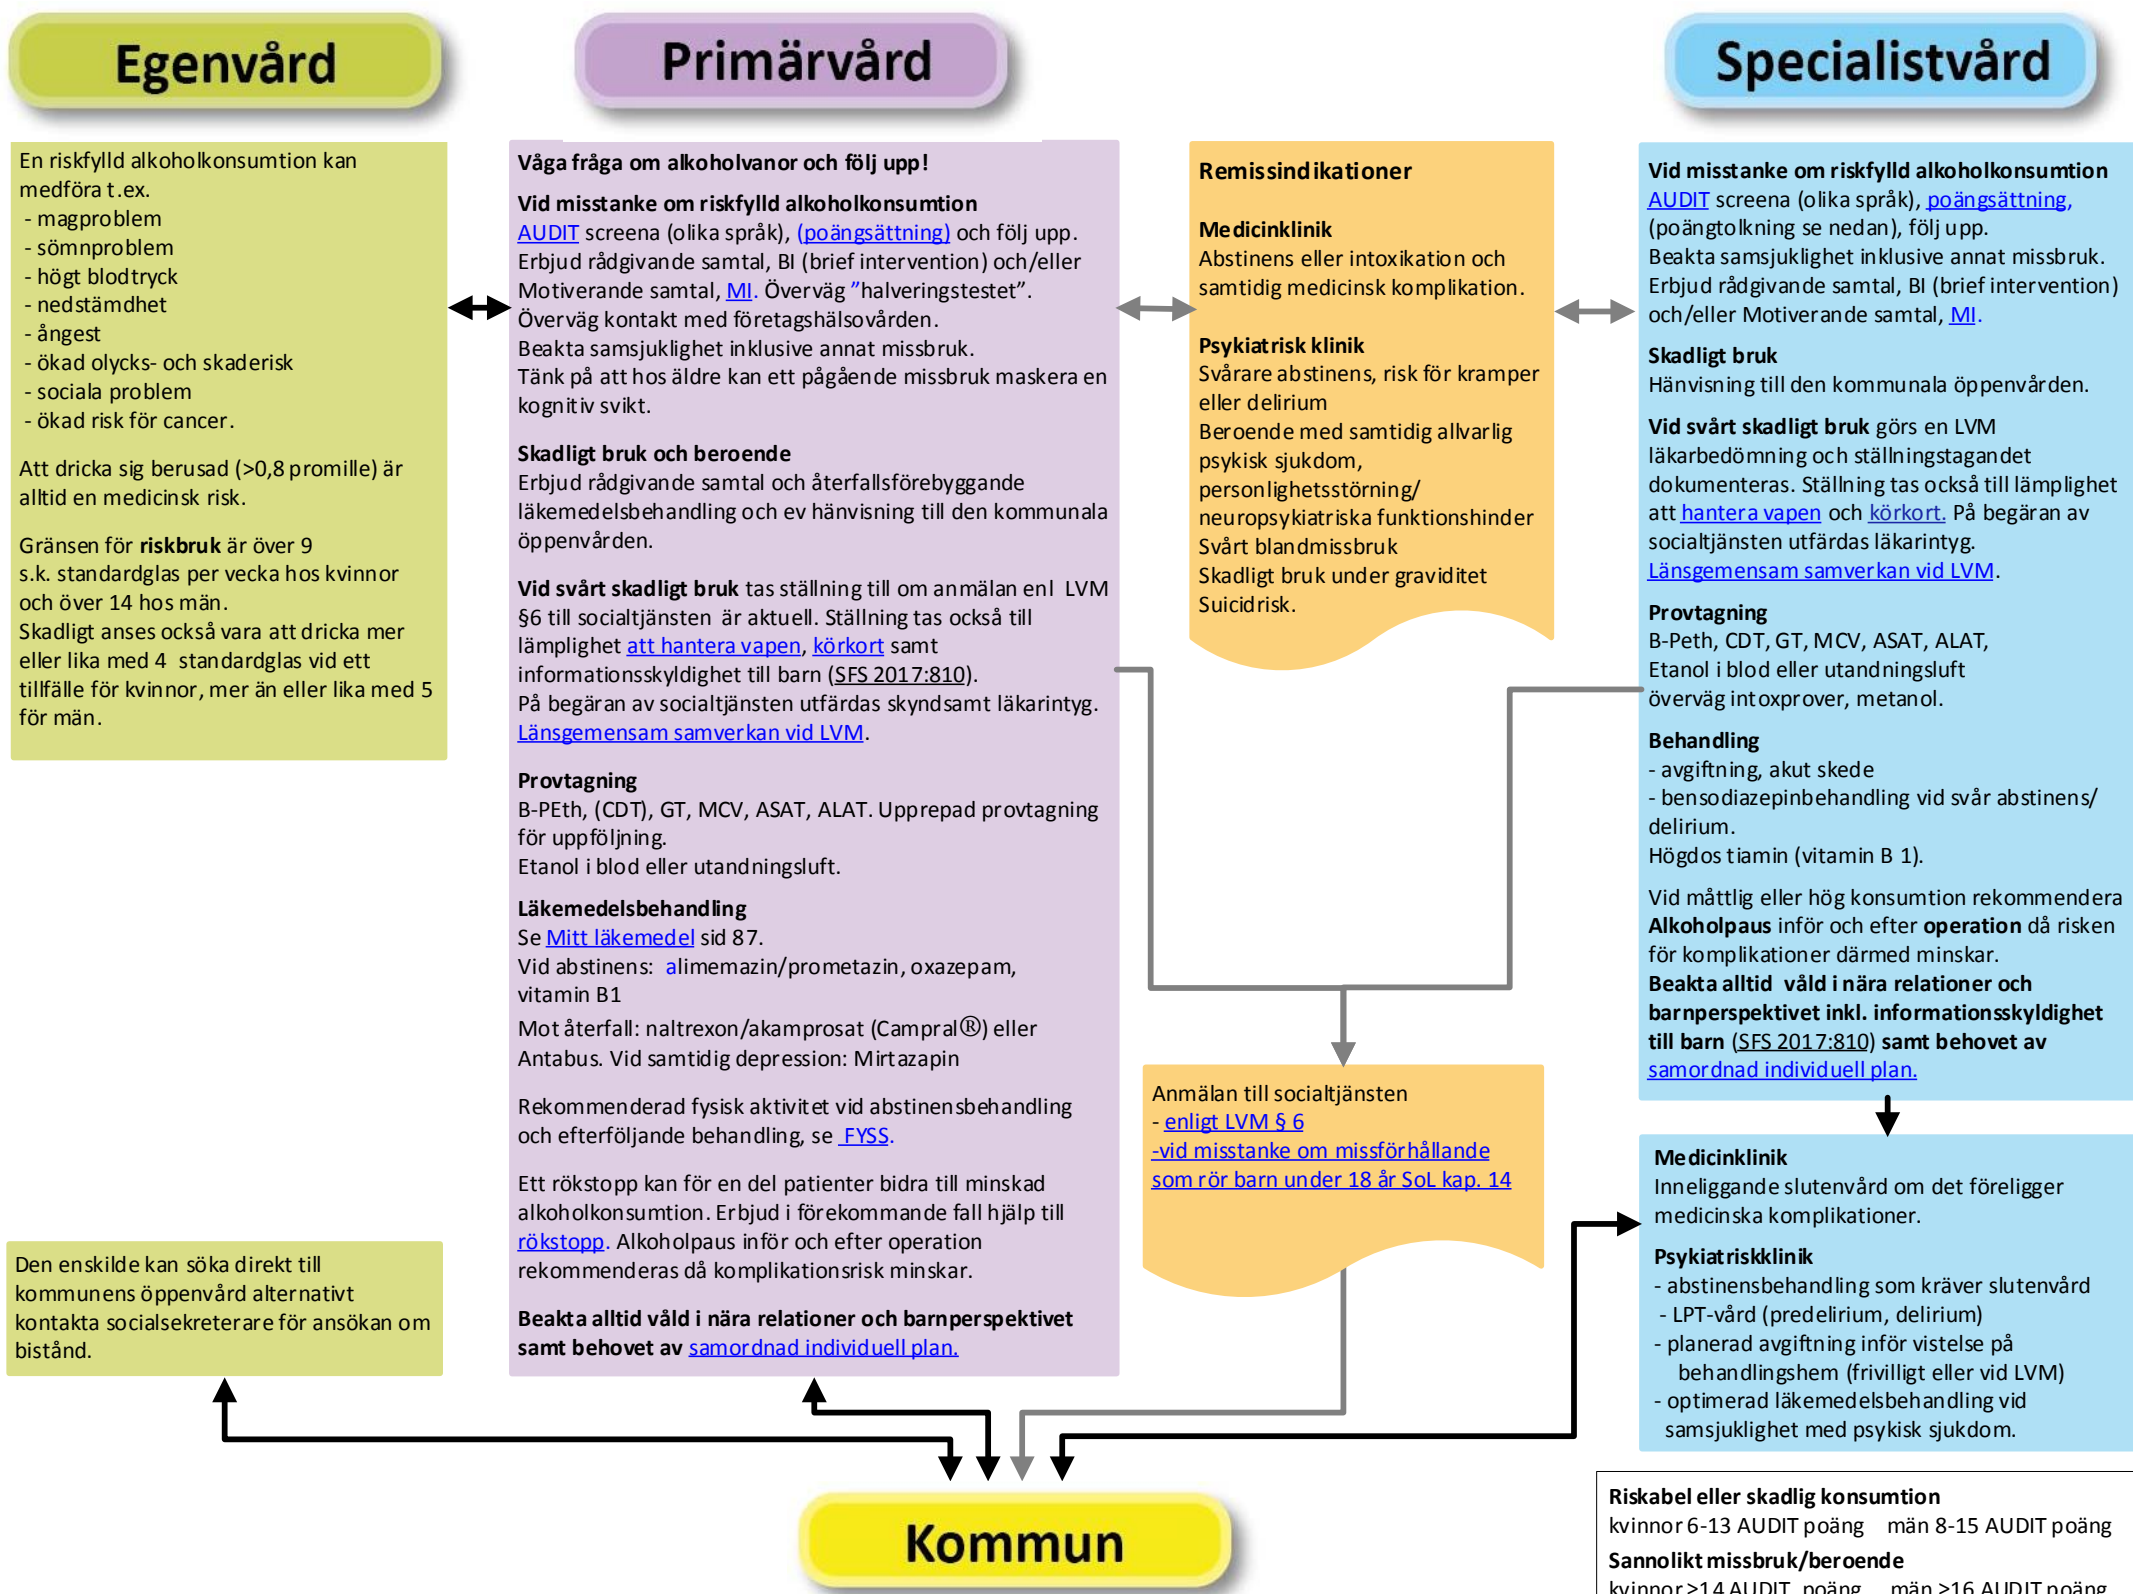 Egenvård
En riskfylld alkoholkonsumtion kan
medföra t.ex.
- magproblem
- sömnproblem
- högt blodtryck
- nedstämdhet
- ångest
- ökad olycks- och skaderisk
- sociala problem
- ökad risk för cancer.
Att dricka sig berusad (>0,8 promille) är
alltid en medicinsk risk.
Gränsen för riskbruk är över 9
s.k. standardglas per vecka hos kvinnor
och över 14 hos män.
Skadligt anses också vara att dricka mer
eller lika med 4 standardglas vid ett
tillfälle för kvinnor, mer än eller lika med 5
för män.
Den enskilde kan söka direkt till
kommunens öppenvård alternativt
kontakta socialsekreterare för ansökan om
bistånd.
Primärvård
Våga fråga om alkoholvanor och följ upp!
Vid misstanke om riskfylld alkoholkonsumtion
AUDIT screena (olika språk), (poängsättning) och följ upp.
Erbjud rådgivande samtal, BI (brief intervention) och/eller
Motiverande samtal, MI. Överväg ”halveringstestet”.
Överväg kontakt med företagshälsovården.
Beakta samsjuklighet inklusive annat missbruk.
Tänk på att hos äldre kan ett pågående missbruk maskera en
kognitiv svikt.
Skadligt bruk och beroende
Erbjud rådgivande samtal och återfallsförebyggande
läkemedelsbehandling och ev hänvisning till den kommunala
öppenvården.
Vid svårt skadligt bruk tas ställning till om anmälan enl LVM
§6 till socialtjänsten är aktuell. Ställning tas också till
lämplighet att hantera vapen, körkort samt
informationsskyldighet till barn (SFS 2017:810).
På begäran av socialtjänsten utfärdas skyndsamt läkarintyg.
Länsgemensam samverkan vid LVM.
Provtagning
B-PEth, (CDT), GT, MCV, ASAT, ALAT. Upprepad provtagning
för uppföljning.
Etanol i blod eller utandningsluft.
Läkemedelsbehandling
Se Mitt läkemedel sid 87.
Vid abstinens: alimemazin/prometazin, oxazepam,
vitamin B1
Mot återfall: naltrexon/akamprosat (Campral®) eller
Antabus. Vid samtidig depression: Mirtazapin
Rekommenderad fysisk aktivitet vid abstinensbehandling
och efterföljande behandling, se FYSS.
Ett rökstopp kan för en del patienter bidra till minskad
alkoholkonsumtion. Erbjud i förekommande fall hjälp till
rökstopp. Alkoholpaus inför och efter operation
rekommenderas då komplikationsrisk minskar.
Beakta alltid våld i nära relationer och barnperspektivet
samt behovet av samordnad individuell plan.
Remissindikationer
Medicinklinik
Abstinens eller intoxikation och
samtidig medicinsk komplikation.
Psykiatrisk klinik
Svårare abstinens, risk för kramper
eller delirium
Beroende med samtidig allvarlig
psykisk sjukdom,
personlighetsstörning/
neuropsykiatriska funktionshinder
Svårt blandmissbruk
Skadligt bruk under graviditet
Suicidrisk.
Anmälan till socialtjänsten
- enligt LVM § 6
-vid misstanke om missförhållande
som rör barn under 18 år SoL kap. 14
Specialistvård
Vid misstanke om riskfylld alkoholkonsumtion
AUDIT screena (olika språk), poängsättning,
(poängtolkning se nedan), följ upp.
Beakta samsjuklighet inklusive annat missbruk.
Erbjud rådgivande samtal, BI (brief intervention)
och/eller Motiverande samtal, MI.
Skadligt bruk
Hänvisning till den kommunala öppenvården.
Vid svårt skadligt bruk görs en LVM
läkarbedömning och ställningstagandet
dokumenteras. Ställning tas också till lämplighet
att hantera vapen och körkort. På begäran av
socialtjänsten utfärdas läkarintyg.
Länsgemensam samverkan vid LVM.
Provtagning
B-Peth, CDT, GT, MCV, ASAT, ALAT,
Etanol i blod eller utandningsluft
överväg intoxprover, metanol.
Behandling
- avgiftning, akut skede
- bensodiazepinbehandling vid svår abstinens/
delirium.
Högdos tiamin (vitamin B 1).
Vid måttlig eller hög konsumtion rekommendera
Alkoholpaus inför och efter operation då risken
för komplikationer därmed minskar.
Beakta alltid våld i nära relationer och
barnperspektivet inkl. informationsskyldighet
till barn (SFS 2017:810) samt behovet av
samordnad individuell plan.
Medicinklinik
Inneliggande slutenvård om det föreligger
medicinska komplikationer.
Psykiatriskklinik
- abstinensbehandling som kräver slutenvård
- LPT-vård (predelirium, delirium)
- planerad avgiftning inför vistelse på
behandlingshem (frivilligt eller vid LVM)
- optimerad läkemedelsbehandling vid
samsjuklighet med psykisk sjukdom.
Kommun
Riskabel eller skadlig konsumtion
kvinnor 6-13 AUDIT poäng män 8-15 AUDIT poäng
Sannolikt missbruk/beroende
kvinnor ≥14 AUDIT poäng män ≥16 AUDIT poäng